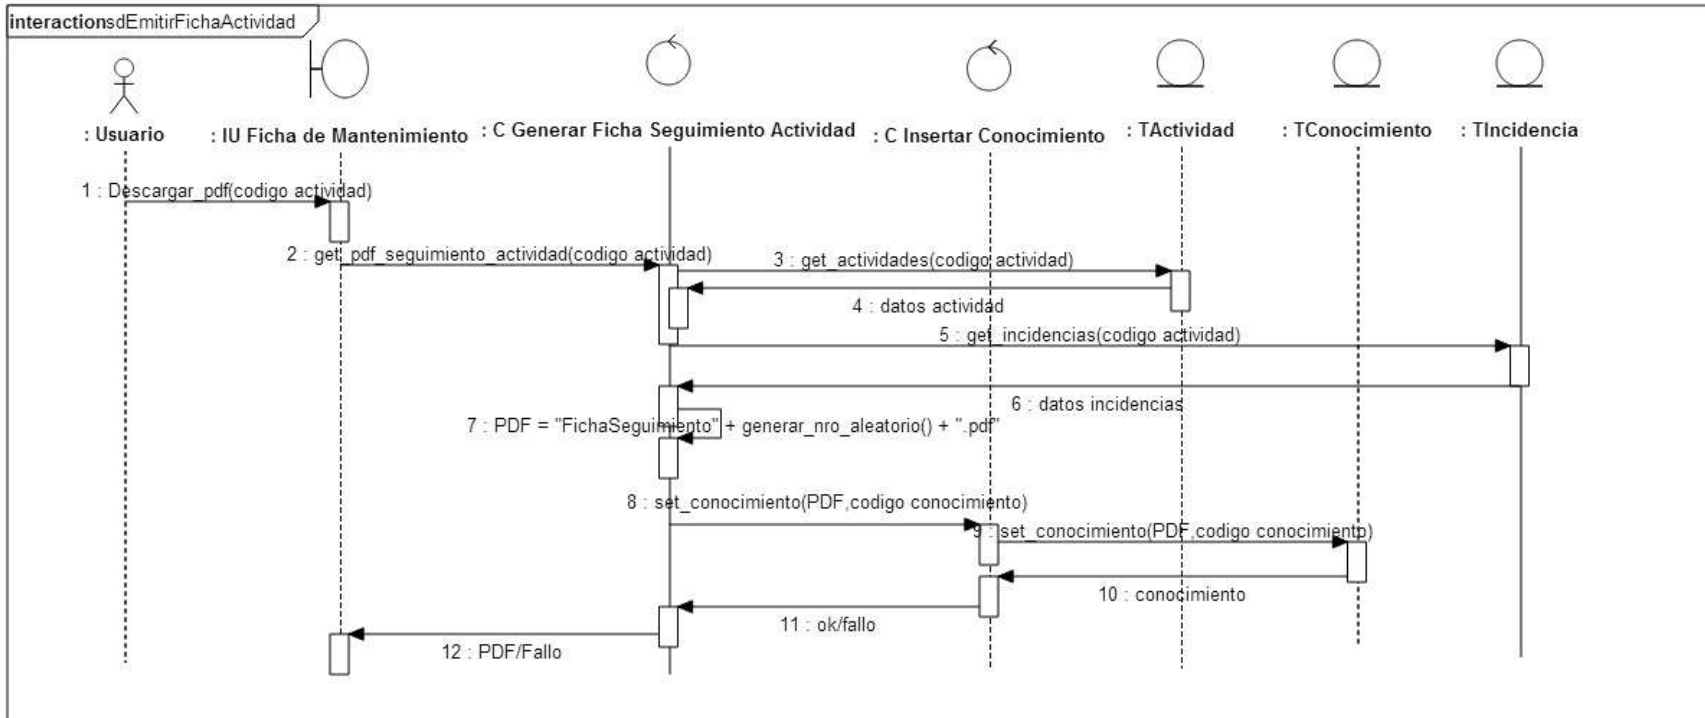 interactionsdEmitirFichaActividad
: Usuario
: IU Ficha de Mantenimiento
: C Generar Ficha Seguimiento Actividad
: C Insertar Conocimiento
: TActividad
: TConocimiento
: TIncidencia
1 : Descargar_pdf(codigo actividad)
2 : get_pdf_seguimiento_actividad(codigo actividad)
3 : get_actividades(codigo actividad)
4 : datos actividad
5 : get_incidencias(codigo actividad)
6 : datos incidencias
7 : PDF = "FichaSeguimiento" + generar_nro_aleatorio() + ".pdf"
8 : set_conocimiento(PDF,codigo conocimiento)
9 : set_conocimiento(PDF,codigo conocimiento)
10 : conocimiento
11 : ok/fallo
12 : PDF/Fallo